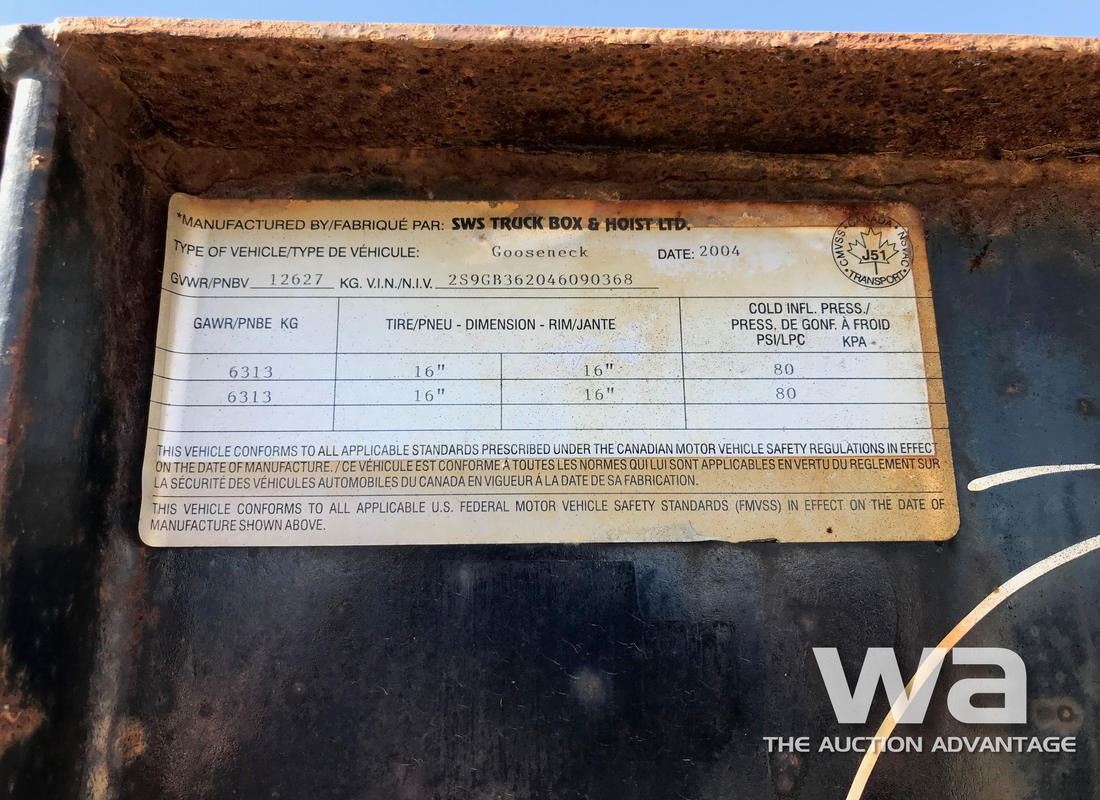 *MANUFACTURED BY/FABRIQUÉ PAR: SWS TRUCK BOX & HOIST LTD.
TYPE OF VEHICLE/TYPE DE VÉHICULE: Gooseneck DATE: 2004
GVWR/PNBV 12627 KG. V.I.N./N.I.V. 2S9GB362046090368
CMVSS CANADA NSVAC
J51
TRANSPORT
GAWR/PNBE KG TIRE/PNEU - DIMENSION - RIM/JANTE COLD INFL. PRESS./
PRESS. DE GONF. À FROID
PSI/LPC KPA
6313 16" 16" 80
6313 16" 16" 80
THIS VEHICLE CONFORMS TO ALL APPLICABLE STANDARDS PRESCRIBED UNDER THE CANADIAN MOTOR VEHICLE SAFETY REGULATIONS IN EFFECT
ON THE DATE OF MANUFACTURE. / CE VÉHICULE EST CONFORME À TOUTES LES NORMES QUI LUI SONT APPLICABLES EN VERTU DU REGLEMENT SUR
LA SÉCURITÉ DES VÉHICULES AUTOMOBILES DU CANADA EN VIGUEUR À LA DATE DE SA FABRICATION.
THIS VEHICLE CONFORMS TO ALL APPLICABLE U.S. FEDERAL MOTOR VEHICLE SAFETY STANDARDS (FMVSS) IN EFFECT ON THE DATE OF
MANUFACTURE SHOWN ABOVE.
wa
THE AUCTION ADVANTAGE